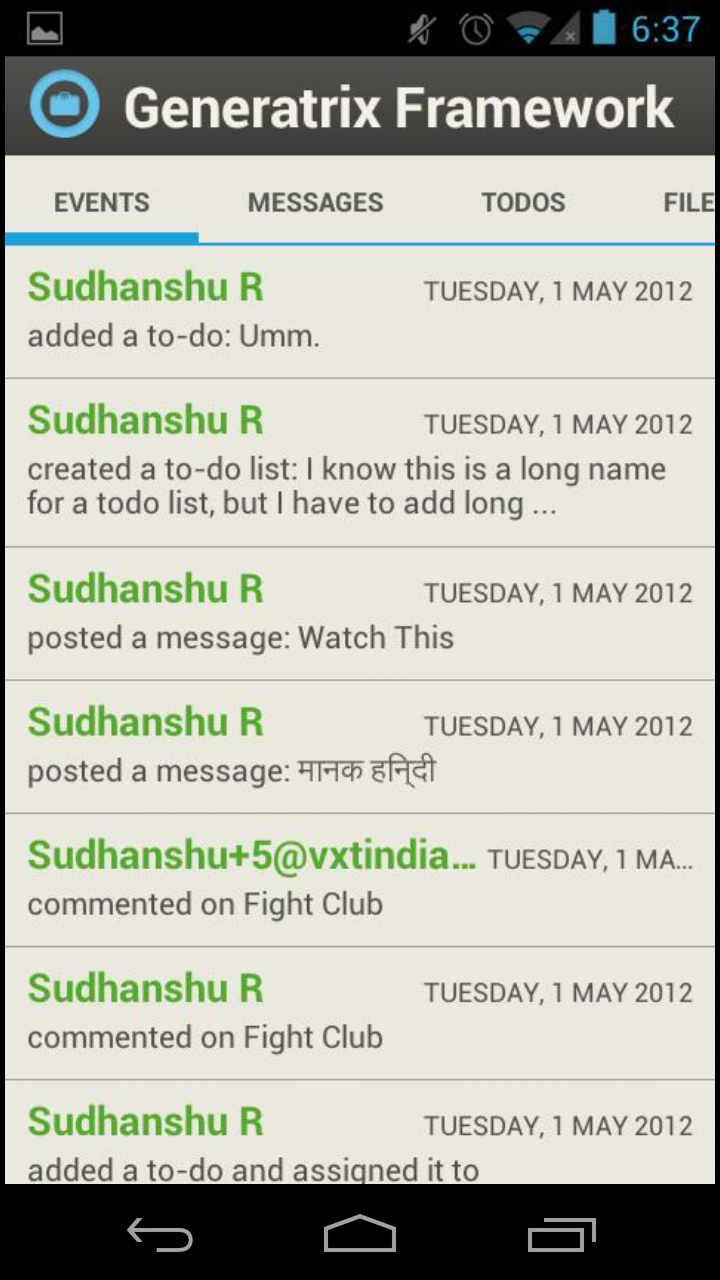 6:37
Generatrix Framework
EVENTS MESSAGES TODOS FILE
Sudhanshu R TUESDAY, 1 MAY 2012
added a to-do: Umm.
Sudhanshu R TUESDAY, 1 MAY 2012
created a to-do list: I know this is a long name
for a todo list, but I have to add long ...
Sudhanshu R TUESDAY, 1 MAY 2012
posted a message: Watch This
Sudhanshu R TUESDAY, 1 MAY 2012
posted a message: मानक हिन्दी
Sudhanshu+5@vxtindia... TUESDAY, 1 MA...
commented on Fight Club
Sudhanshu R TUESDAY, 1 MAY 2012
commented on Fight Club
Sudhanshu R TUESDAY, 1 MAY 2012
added a to-do and assigned it to